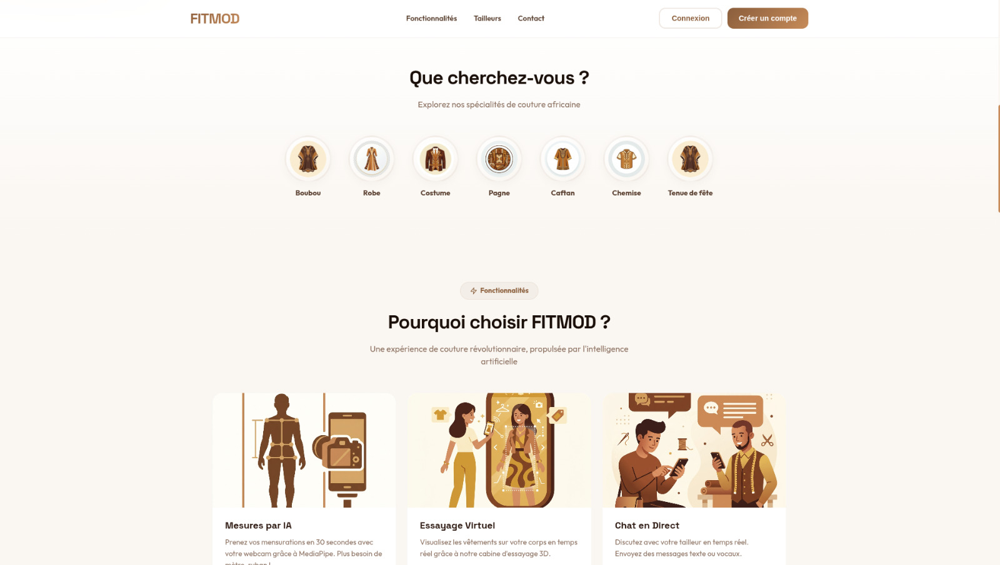 FITMOD
Fonctionnalités
Tailleurs
Contact
Connexion
Créer un compte
Que cherchez-vous ?
Explorez nos spécialités de couture africaine
Boubou
Robe
Costume
Pagne
Caftan
Chemise
Tenue de fête
Fonctionnalités
Pourquoi choisir FITMOD ?
Une expérience de couture révolutionnaire, propulsée par l'intelligence
artificielle
Mesures par IA
Prenez vos mensurations en 30 secondes avec
votre webcam grâce à MediaPipe. Plus besoin de
mètre-ruban !
Essayage Virtuel
Visualisez les vêtements sur votre corps en temps
réel grâce à notre cabine d'essayage 3D.
Chat en Direct
Discutez avec votre tailleur en temps réel.
Envoyez des messages texte ou vocaux.